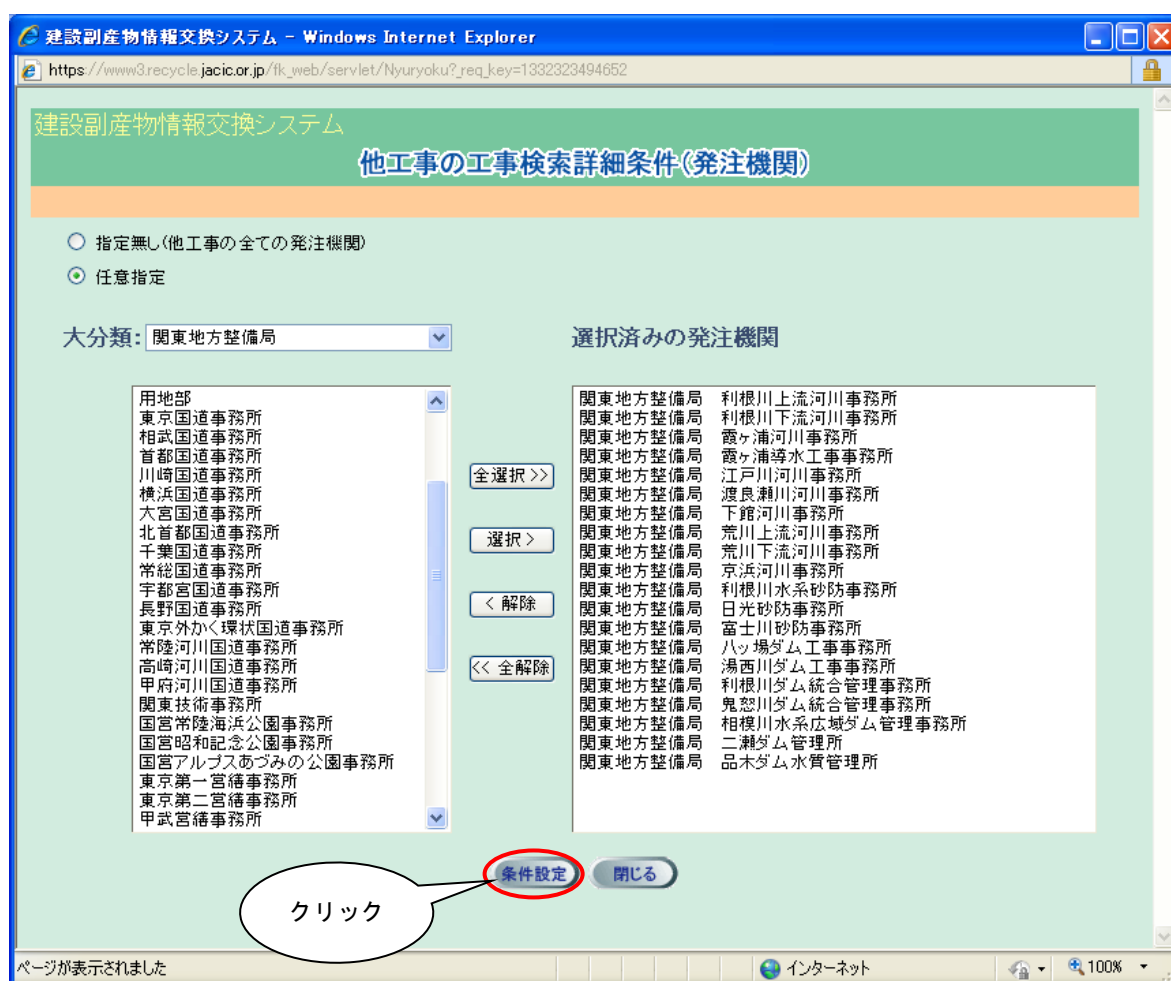 建設副産物情報交換システム - Windows Internet Explorer
https://www3.recycle.jacic.or.jp/fk_web/servlet/Nyuryoku?_req_key=1332323494652
建設副産物情報交換システム
他工事の工事検索詳細条件(発注機関)
指定無し(他工事の全ての発注機関)
任意指定
大分類: 関東地方整備局
選択済みの発注機関
用地部
東京国道事務所
相武国道事務所
首都国道事務所
川崎国道事務所
横浜国道事務所
大宮国道事務所
北首都国道事務所
千葉国道事務所
常総国道事務所
宇都宮国道事務所
長野国道事務所
東京外かく環状国道事務所
常陸河川国道事務所
高崎河川国道事務所
甲府河川国道事務所
関東技術事務所
国営常陸海浜公園事務所
国営昭和記念公園事務所
国営アルプスあづみの公園事務所
東京第一営繕事務所
東京第二営繕事務所
甲武営繕事務所
全選択 >>
選択 >
< 解除
<< 全解除
関東地方整備局 利根川上流河川事務所
関東地方整備局 利根川下流河川事務所
関東地方整備局 霞ヶ浦河川事務所
関東地方整備局 霞ヶ浦導水工事事務所
関東地方整備局 江戸川河川事務所
関東地方整備局 渡良瀬川河川事務所
関東地方整備局 下館河川事務所
関東地方整備局 荒川上流河川事務所
関東地方整備局 荒川下流河川事務所
関東地方整備局 京浜河川事務所
関東地方整備局 利根川水系砂防事務所
関東地方整備局 日光砂防事務所
関東地方整備局 富士川砂防事務所
関東地方整備局 八ッ場ダム工事事務所
関東地方整備局 湯西川ダム工事事務所
関東地方整備局 利根川ダム統合管理事務所
関東地方整備局 鬼怒川ダム統合管理事務所
関東地方整備局 相模川水系広域ダム管理事務所
関東地方整備局 二瀬ダム管理所
関東地方整備局 品木ダム水質管理所
条件設定
閉じる
クリック
ページが表示されました
インターネット
100%